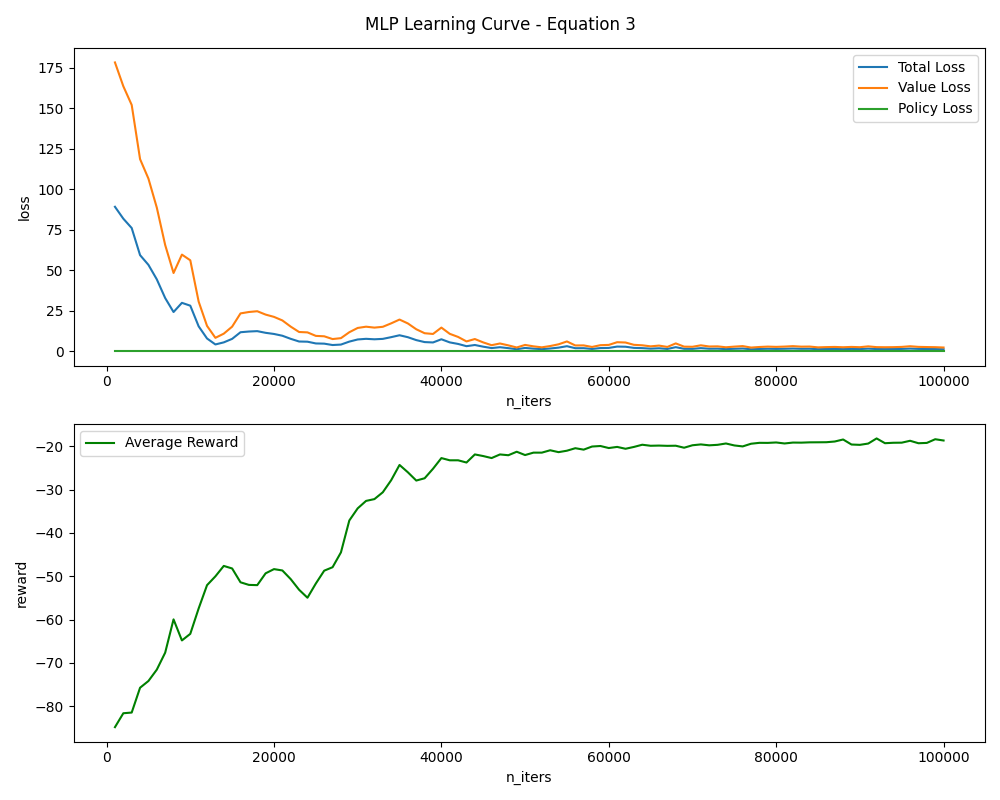 MLP Learning Curve - Equation 3
175
150
125
100
75
50
25
0
loss
Total Loss
Value Loss
Policy Loss
0 20000 40000 60000 80000 100000
n_iters
−20
−30
−40
−50
−60
−70
−80
reward
Average Reward
0 20000 40000 60000 80000 100000
n_iters